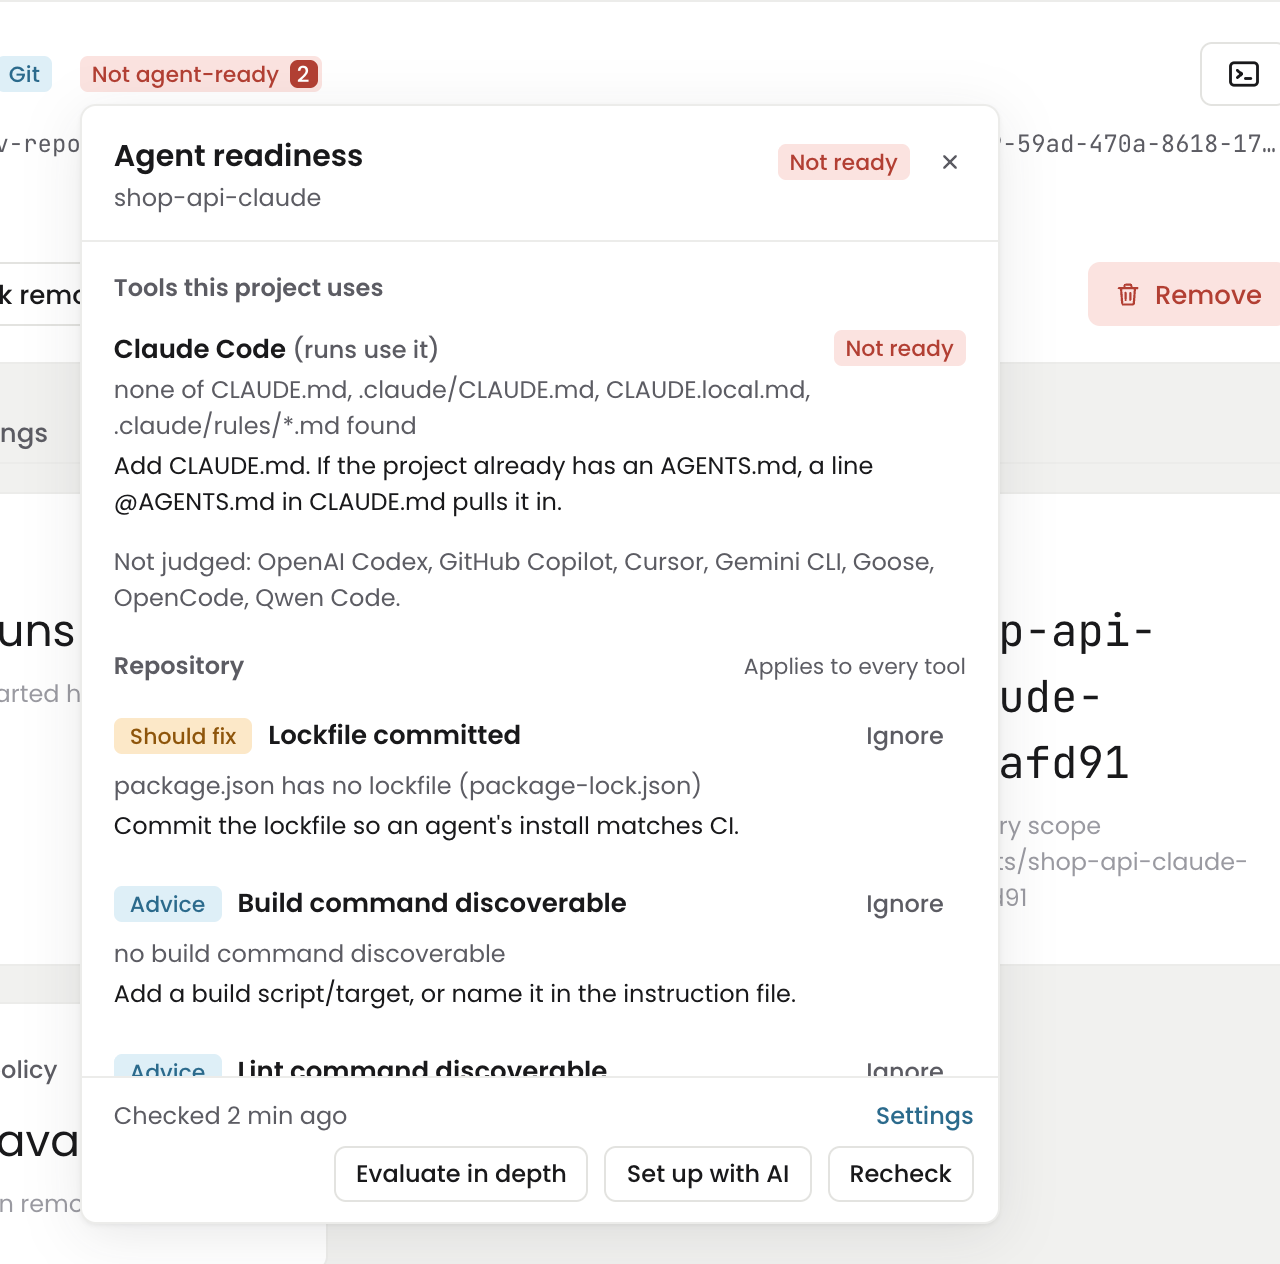 Git
Not agent-ready 2
v-repo
-59ad-470a-8618-17…
Agent readiness
Not ready
shop-api-claude
k remo
Remove
Tools this project uses
Claude Code (runs use it)
Not ready
none of CLAUDE.md, .claude/CLAUDE.md, CLAUDE.local.md,
.claude/rules/*.md found
ngs
Add CLAUDE.md. If the project already has an AGENTS.md, a line
@AGENTS.md in CLAUDE.md pulls it in.
Not judged: OpenAI Codex, GitHub Copilot, Cursor, Gemini CLI, Goose,
OpenCode, Qwen Code.
uns
p-api-
ude-
afd91
arted h
Repository
Applies to every tool
Should fix
Lockfile committed
Ignore
package.json has no lockfile (package-lock.json)
Commit the lockfile so an agent's install matches CI.
ry scope
ts/shop-api-claude-
d91
Advice
Build command discoverable
Ignore
no build command discoverable
Add a build script/target, or name it in the instruction file.
Advice
Lint command discoverable
Ignore
olicy
ava
n remo
Checked 2 min ago
Settings
Evaluate in depth
Set up with AI
Recheck